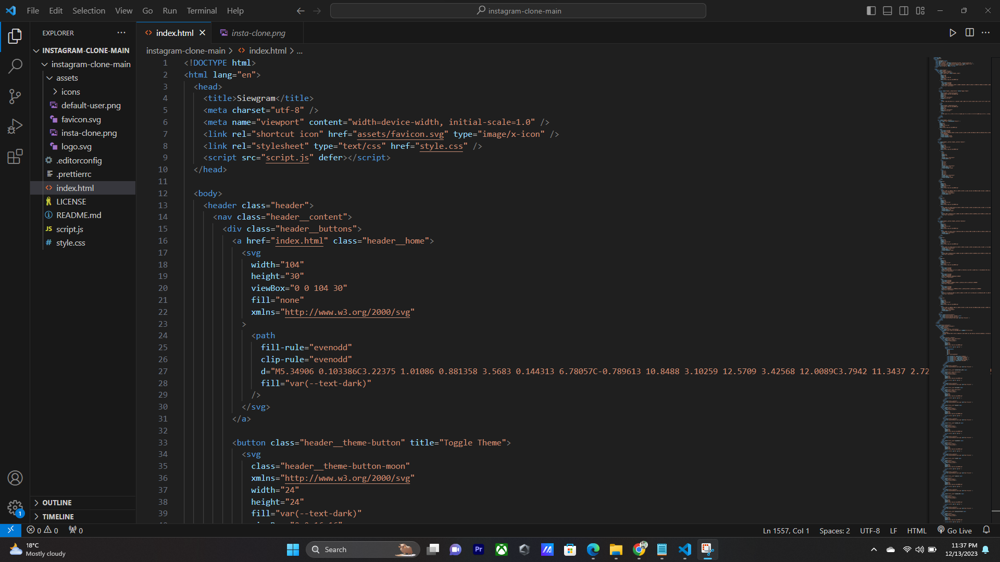 File Edit Selection View Go Run Terminal Help
instagram-clone-main
EXPLORER
INSTAGRAM-CLONE-MAIN
instagram-clone-main
assets
icons
default-user.png
favicon.svg
insta-clone.png
logo.svg
.editorconfig
.prettierrc
index.html
LICENSE
README.md
JS script.js
# style.css
OUTLINE
TIMELINE
index.html
insta-clone.png
instagram-clone-main > index.html > ...
1 <!DOCTYPE html>
2 <html lang="en">
3 <head>
4 <title>Siewgram</title>
5 <meta charset="utf-8" />
6 <meta name="viewport" content="width=device-width, initial-scale=1.0" />
7 <link rel="shortcut icon" href="assets/favicon.svg" type="image/x-icon" />
8 <link rel="stylesheet" type="text/css" href="style.css" />
9 <script src="script.js" defer></script>
10 </head>
11
12 <body>
13 <header class="header">
14 <nav class="header__content">
15 <div class="header__buttons">
16 <a href="index.html" class="header__home">
17 <svg
18 width="104"
19 height="30"
20 viewBox="0 0 104 30"
21 fill="none"
22 xmlns="http://www.w3.org/2000/svg"
23 >
24 <path
25 fill-rule="evenodd"
26 clip-rule="evenodd"
27 d="M5.34906 0.103386C3.22375 1.01086 0.881358 3.5683 0.144313 6.78057C-0.789613 10.8488 3.10259 12.5709 3.42568 12.0089C3.7942 11.3437 2.72
28 fill="var(--text-dark)"
29 />
30 </svg>
31 </a>
32
33 <button class="header__theme-button" title="Toggle Theme">
34 <svg
35 class="header__theme-button-moon"
36 xmlns="http://www.w3.org/2000/svg"
37 width="24"
38 height="24"
39 fill="var(--text-dark)"
1
0 0 0
Ln 1557, Col 1 Spaces: 2 UTF-8 LF HTML Go Live
18°C
Mostly cloudy
Search
Pr
11:37 PM
12/13/2023